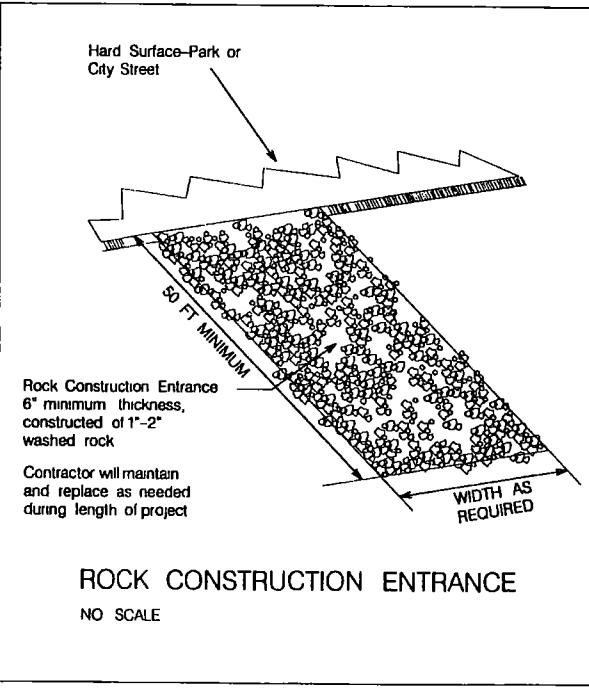 Hard Surface-Park or
City Street
50 FT MINIMUM
Rock Construction Entrance
6" minimum thickness,
constructed of 1"-2"
washed rock
Contractor will maintain
and replace as needed
during length of project
WIDTH AS
REQUIRED
ROCK CONSTRUCTION ENTRANCE
NO SCALE